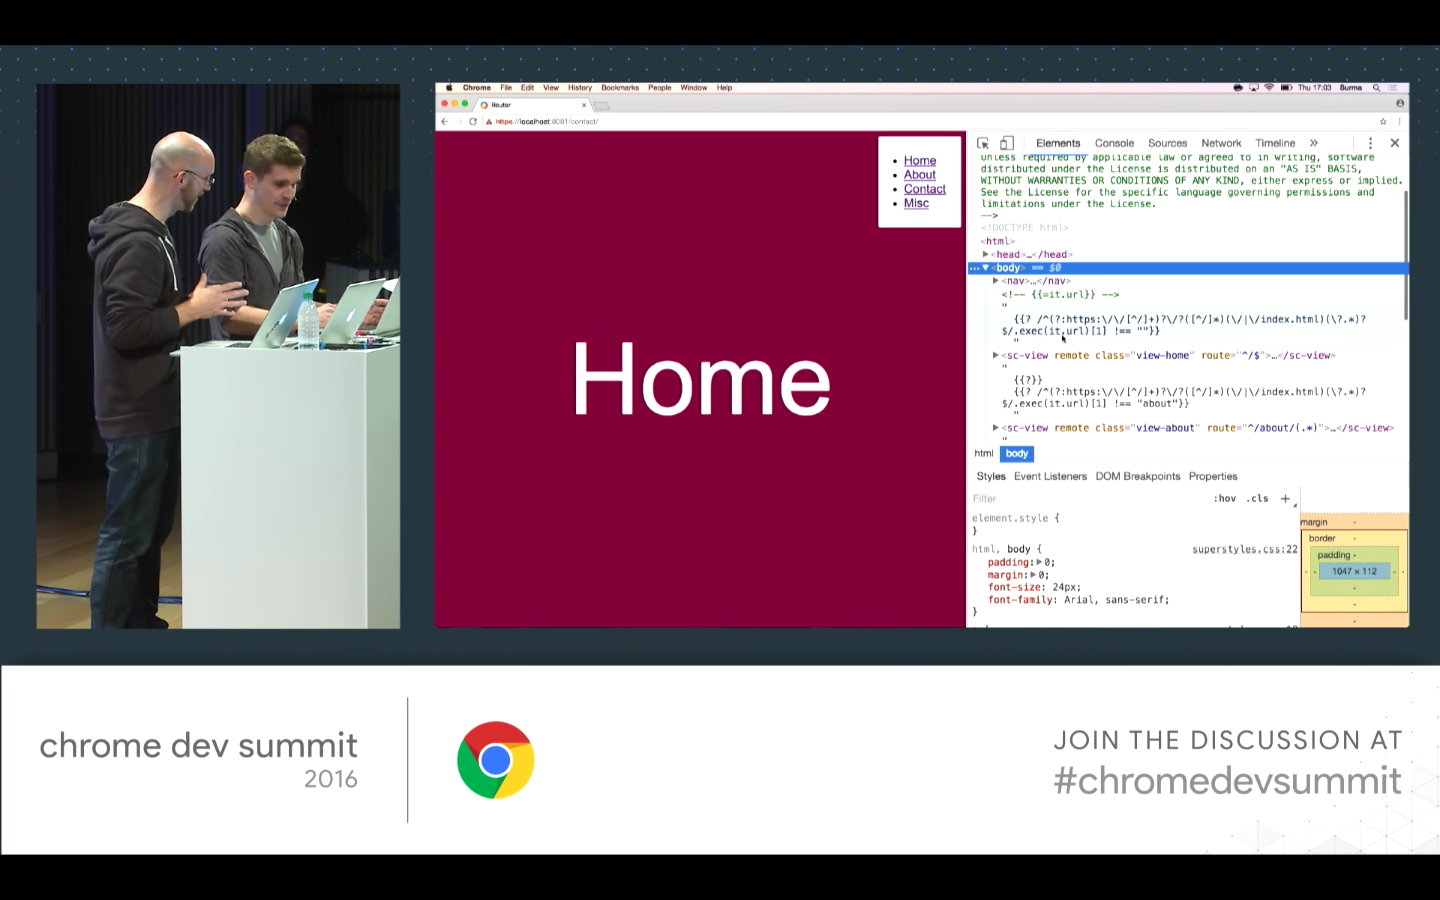 Chrome File Edit View History Bookmarks People Window Help
Thu 17:03 Surma
Router
https://localhost:8081/contact/
Home
About
Contact
Misc
Home
Elements Console Sources Network Timeline »
Unless required by applicable law or agreed to in writing, software
distributed under the License is distributed on an "AS IS" BASIS,
WITHOUT WARRANTIES OR CONDITIONS OF ANY KIND, either express or implied.
See the License for the specific language governing permissions and
limitations under the License.
-->
<!DOCTYPE html>
<html>
<head>…</head>
<body> == $0
<nav>…</nav>
<!-- {{=it.url}} -->
"
{{? /^(?:https:\/\/[^/]+)?\/?([^/]*)(\/|\/index.html)(\?.*)?
$/.exec(it.url)[1] !== ""}}
"
<sc-view remote class="view-home" route="^/$">…</sc-view>
"
{{?}}
{{? /^(?:https:\/\/[^/]+)?\/?([^/]*)(\/|\/index.html)(\?.*)?
$/.exec(it.url)[1] !== "about"}}
"
<sc-view remote class="view-about" route="^/about/(.*)">…</sc-view>
"
html body
Styles Event Listeners DOM Breakpoints Properties
Filter :hov .cls +
element.style {
}
html, body { superstyles.css:22
padding: 0;
margin: 0;
font-size: 24px;
font-family: Arial, sans-serif;
}
margin -
border -
padding -
1047 × 112
chrome dev summit
2016
JOIN THE DISCUSSION AT
#chromedevsummit